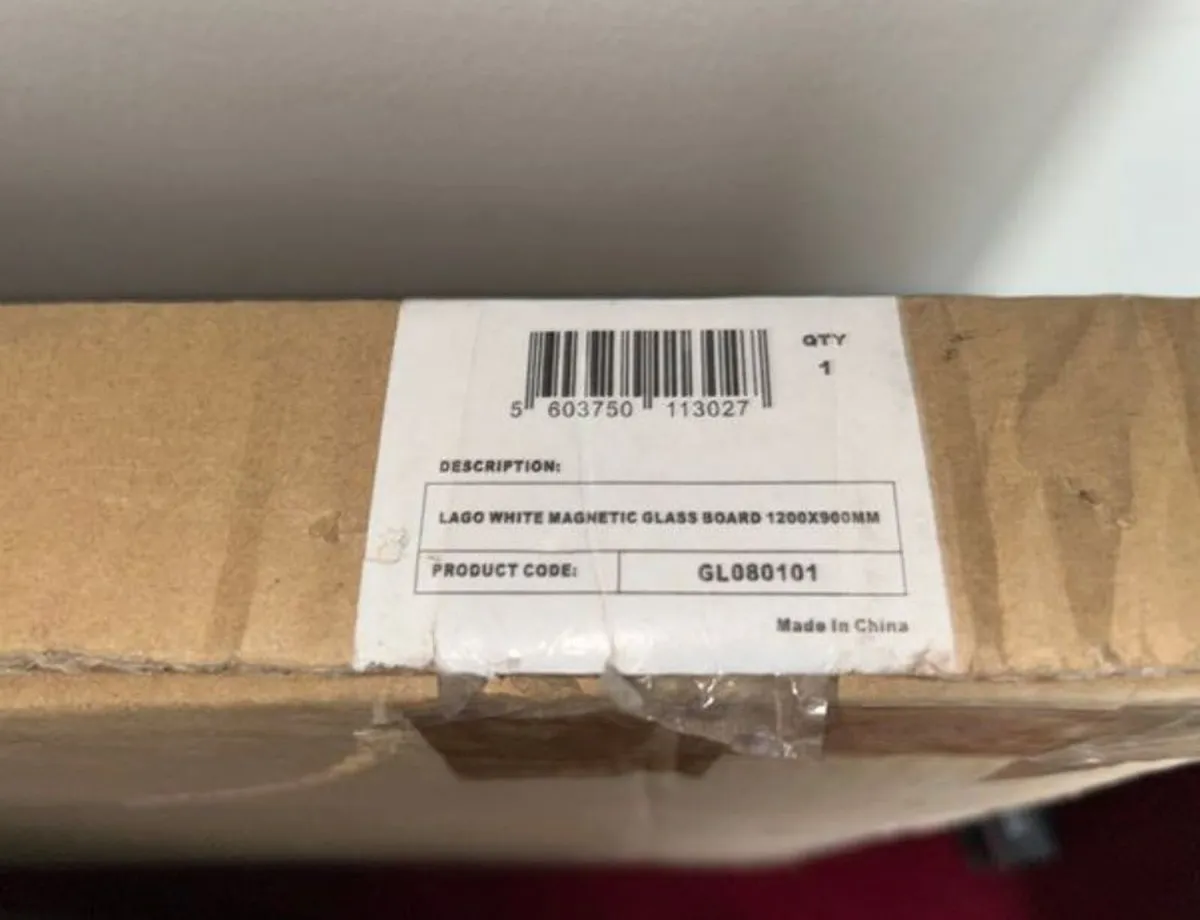 QTY
1
5 603750 113027
DESCRIPTION:
LAGO WHITE MAGNETIC GLASS BOARD 1200X900MM
PRODUCT CODE: GL080101
Made In China